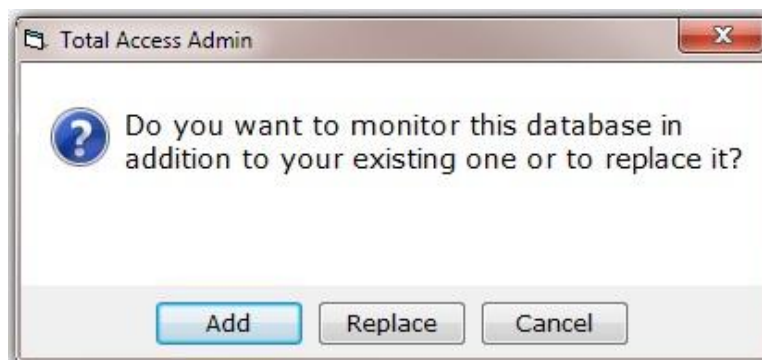 Total Access Admin
Do you want to monitor this database in
addition to your existing one or to replace it?
Add
Replace
Cancel